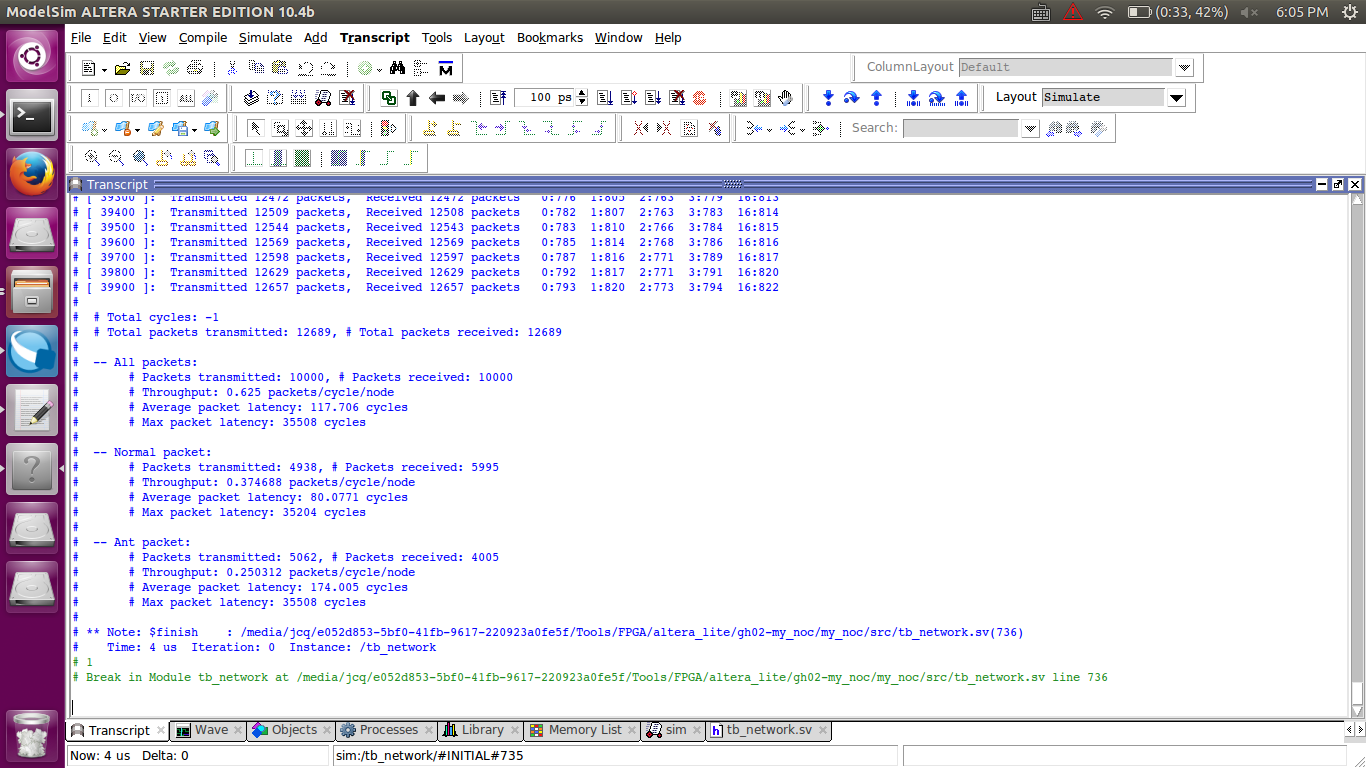 ModelSim ALTERA STARTER EDITION 10.4b
(0:33, 42%) 6:05 PM
File Edit View Compile Simulate Add Transcript Tools Layout Bookmarks Window Help
ColumnLayout Default
100 ps
Layout Simulate
Search:
Transcript
# [ 39300 ]:  Transmitted 12472 packets,  Received 12472 packets   0:776  1:805  2:763  3:779  16:813
# [ 39400 ]:  Transmitted 12509 packets,  Received 12508 packets   0:782  1:807  2:763  3:783  16:814
# [ 39500 ]:  Transmitted 12544 packets,  Received 12543 packets   0:783  1:810  2:766  3:784  16:815
# [ 39600 ]:  Transmitted 12569 packets,  Received 12569 packets   0:785  1:814  2:768  3:786  16:816
# [ 39700 ]:  Transmitted 12598 packets,  Received 12597 packets   0:787  1:816  2:771  3:789  16:817
# [ 39800 ]:  Transmitted 12629 packets,  Received 12629 packets   0:792  1:817  2:771  3:791  16:820
# [ 39900 ]:  Transmitted 12657 packets,  Received 12657 packets   0:793  1:820  2:773  3:794  16:822
#
#  # Total cycles: -1
#  # Total packets transmitted: 12689, # Total packets received: 12689
#
#  -- All packets:
#       # Packets transmitted: 10000, # Packets received: 10000
#       # Throughput: 0.625 packets/cycle/node
#       # Average packet latency: 117.706 cycles
#       # Max packet latency: 35508 cycles
#
#  -- Normal packet:
#       # Packets transmitted: 4938, # Packets received: 5995
#       # Throughput: 0.374688 packets/cycle/node
#       # Average packet latency: 80.0771 cycles
#       # Max packet latency: 35204 cycles
#
#  -- Ant packet:
#       # Packets transmitted: 5062, # Packets received: 4005
#       # Throughput: 0.250312 packets/cycle/node
#       # Average packet latency: 174.005 cycles
#       # Max packet latency: 35508 cycles
#
# ** Note: $finish    : /media/jcq/e052d853-5bf0-41fb-9617-220923a0fe5f/Tools/FPGA/altera_lite/gh02-my_noc/my_noc/src/tb_network.sv(736)
#    Time: 4 us  Iteration: 0  Instance: /tb_network
# 1
# Break in Module tb_network at /media/jcq/e052d853-5bf0-41fb-9617-220923a0fe5f/Tools/FPGA/altera_lite/gh02-my_noc/my_noc/src/tb_network.sv line 736
Transcript Wave Objects Processes Library Memory List sim tb_network.sv
Now: 4 us  Delta: 0 sim:/tb_network/#INITIAL#735